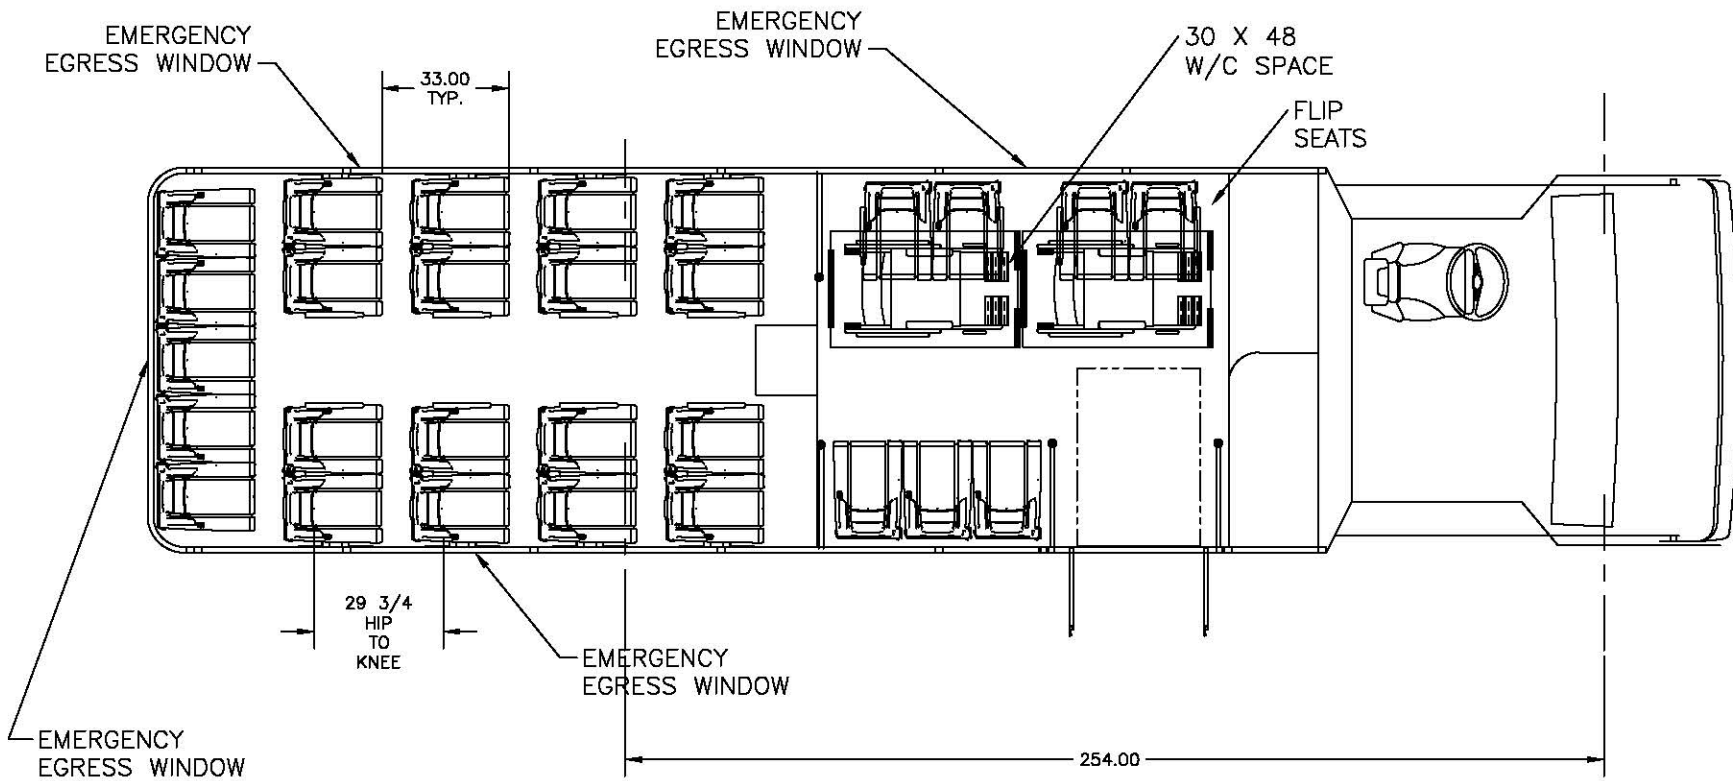 EMERGENCY
EGRESS WINDOW
33.00
TYP.
EMERGENCY
EGRESS WINDOW
30 X 48
W/C SPACE
FLIP
SEATS
29 3/4
HIP
TO
KNEE
EMERGENCY
EGRESS WINDOW
EMERGENCY
EGRESS WINDOW
254.00